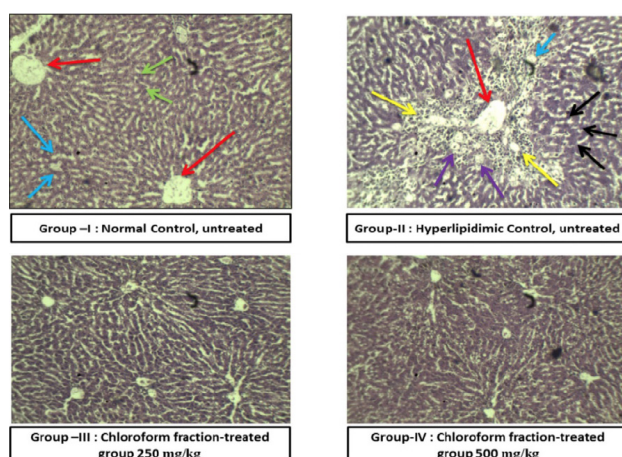 Group –I : Normal Control, untreated
Group-II : Hyperlipidimic Control, untreated
Group –III : Chloroform fraction-treated
group 250 mg/kg
Group-IV : Chloroform fraction-treated
group 500 mg/kg